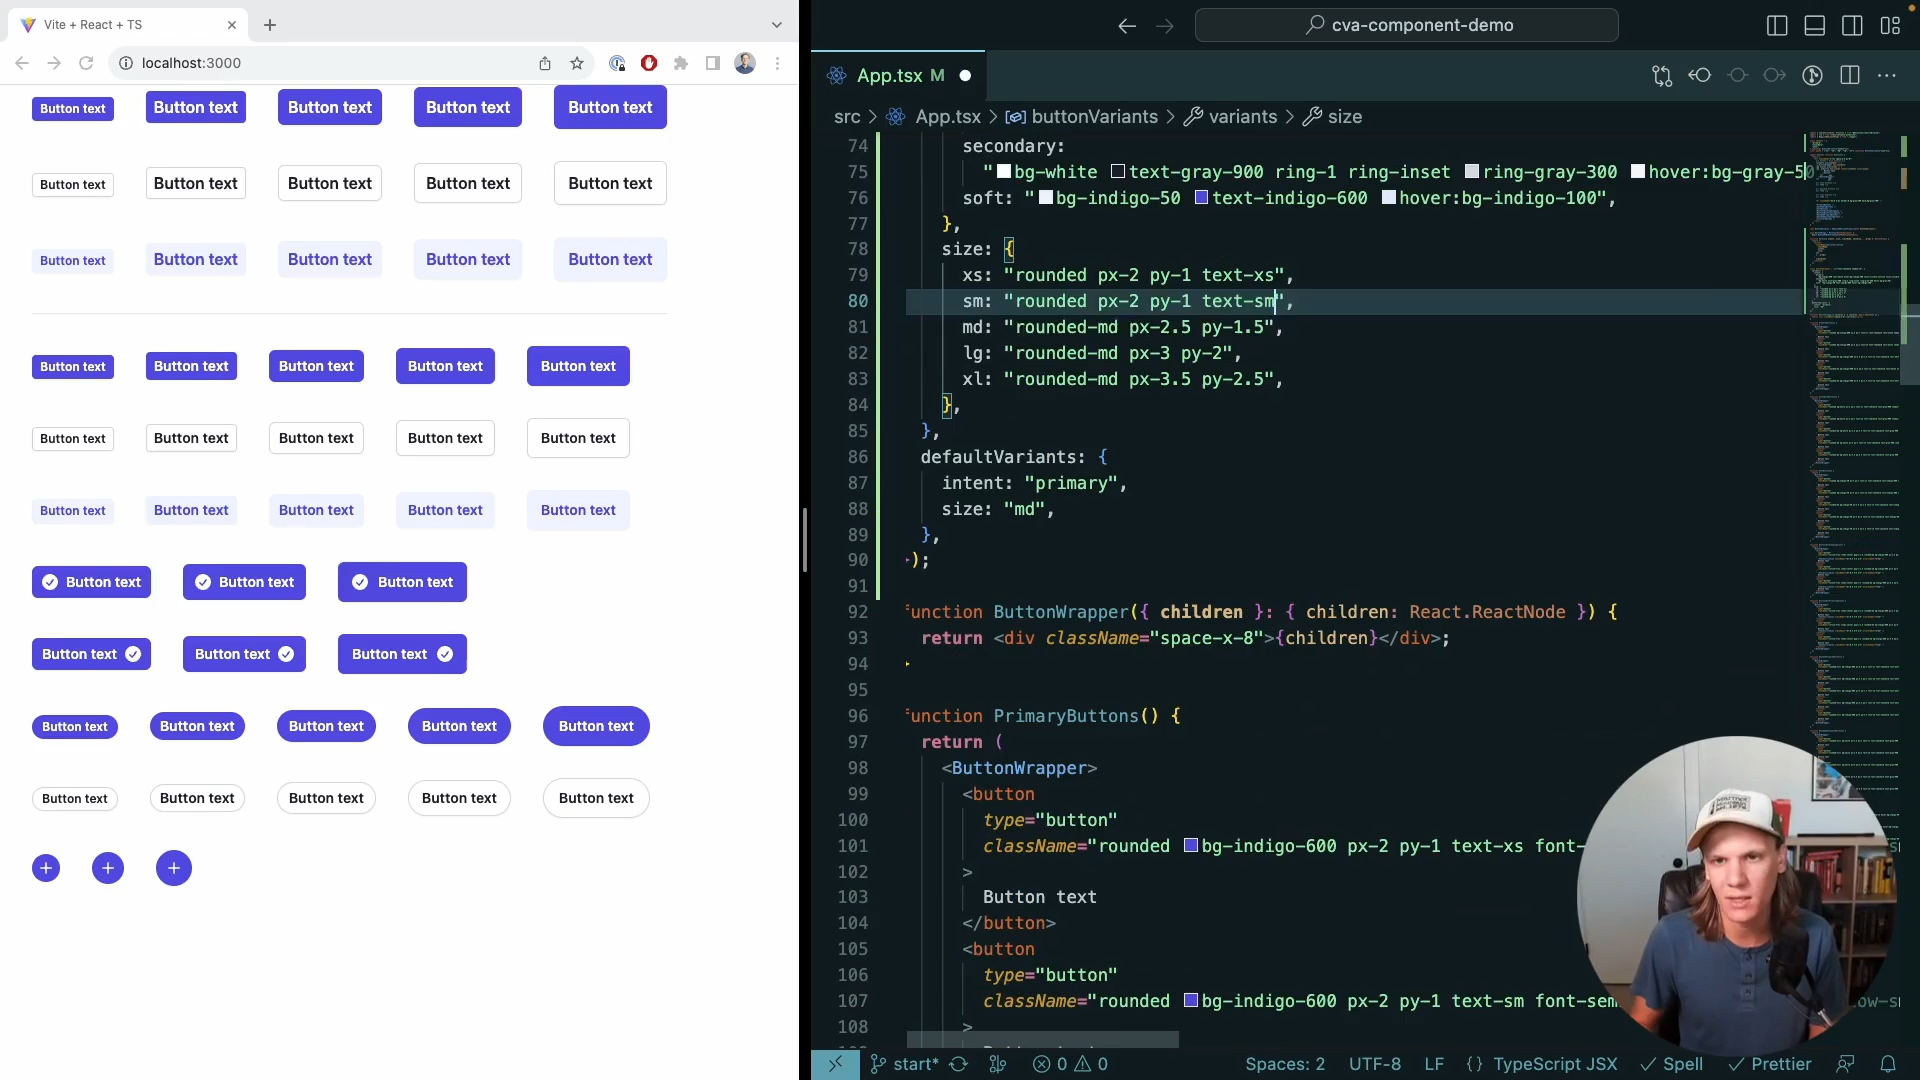 Vite + React + TS
localhost:3000
Button text Button text Button text Button text Button text
Button text Button text Button text Button text Button text
Button text Button text Button text Button text Button text
Button text Button text Button text Button text Button text
Button text Button text Button text Button text Button text
Button text Button text Button text Button text Button text
Button text Button text Button text
Button text Button text Button text
Button text Button text Button text Button text Button text
Button text Button text Button text Button text Button text
cva-component-demo
App.tsx M
src > App.tsx > buttonVariants > variants > size
74 secondary:
75 "bg-white text-gray-900 ring-1 ring-inset ring-gray-300 hover:bg-gray-50
76 soft: "bg-indigo-50 text-indigo-600 hover:bg-indigo-100",
77 },
78 size: {
79 xs: "rounded px-2 py-1 text-xs",
80 sm: "rounded px-2 py-1 text-sm",
81 md: "rounded-md px-2.5 py-1.5",
82 lg: "rounded-md px-3 py-2",
83 xl: "rounded-md px-3.5 py-2.5",
84 },
85 },
86 defaultVariants: {
87 intent: "primary",
88 size: "md",
89 },
90 );
91
92 unction ButtonWrapper({ children }: { children: React.ReactNode }) {
93 return <div className="space-x-8">{children}</div>;
94
95
96 unction PrimaryButtons() {
97 return (
98 <ButtonWrapper>
99 <button
100 type="button"
101 className="rounded bg-indigo-600 px-2 py-1 text-xs font-
102 >
103 Button text
104 </button>
105 <button
106 type="button"
107 className="rounded bg-indigo-600 px-2 py-1 text-sm font-sem
108 >
start* 0 0 Spaces: 2 UTF-8 LF {} TypeScript JSX Spell Prettier